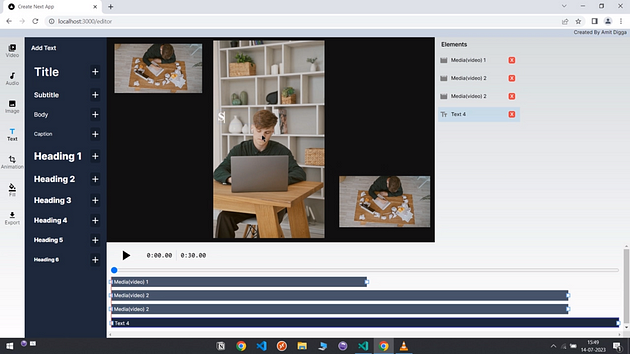 Create Next App
localhost:3000/editor
Created By Amit Digga
Video
Audio
Image
Text
Animation
Fill
Export
Add Text
Title
Subtitle
Body
Caption
Heading 1
Heading 2
Heading 3
Heading 4
Heading 5
Heading 6
S
Elements
Media(video) 1
Media(video) 2
Media(video) 2
Text 4
0:00.00
0:30.00
Media(video) 1
Media(video) 2
Media(video) 2
Text 4
15:49
14-07-2023